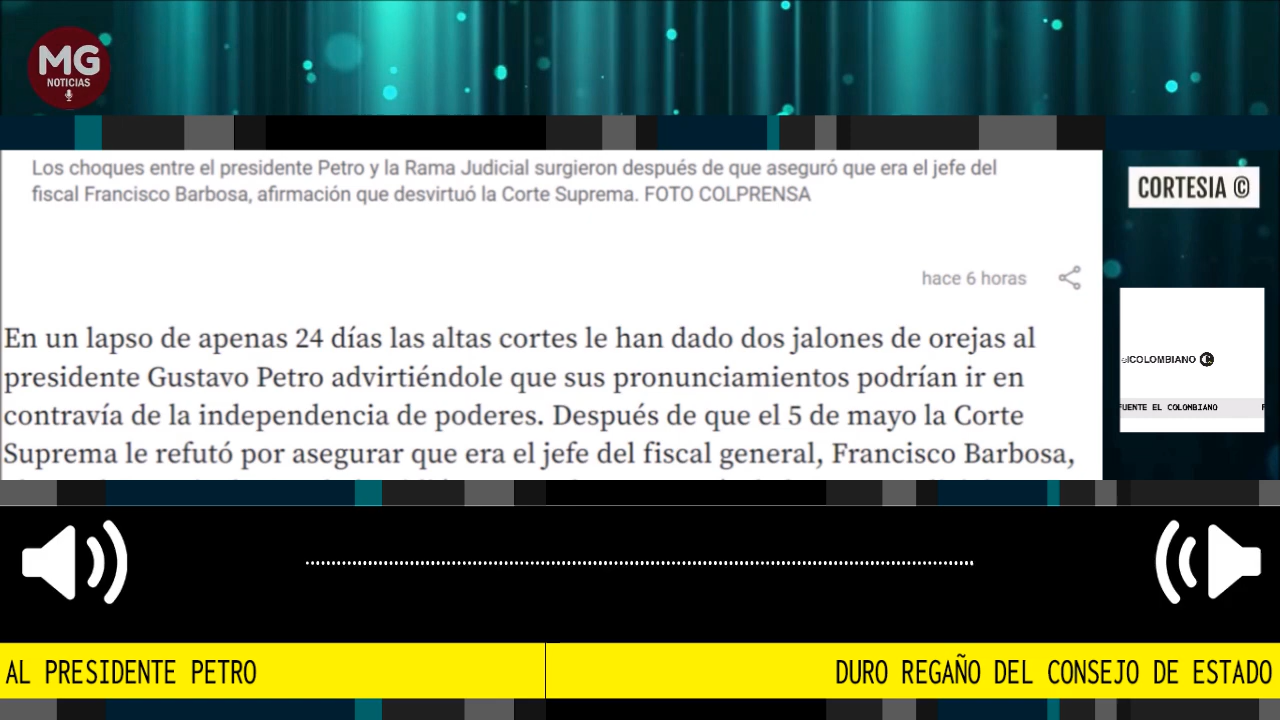 MG
NOTICIAS
Los choques entre el presidente Petro y la Rama Judicial surgieron después de que aseguró que era el jefe del
fiscal Francisco Barbosa, afirmación que desvirtuó la Corte Suprema. FOTO COLPRENSA
CORTESIA ©
hace 6 horas
En un lapso de apenas 24 días las altas cortes le han dado dos jalones de orejas al
presidente Gustavo Petro advirtiéndole que sus pronunciamientos podrían ir en
contravía de la independencia de poderes. Después de que el 5 de mayo la Corte
Suprema le refutó por asegurar que era el jefe del fiscal general, Francisco Barbosa,
elCOLOMBIANO C
FUENTE EL COLOMBIANO
AL PRESIDENTE PETRO
DURO REGAÑO DEL CONSEJO DE ESTADO